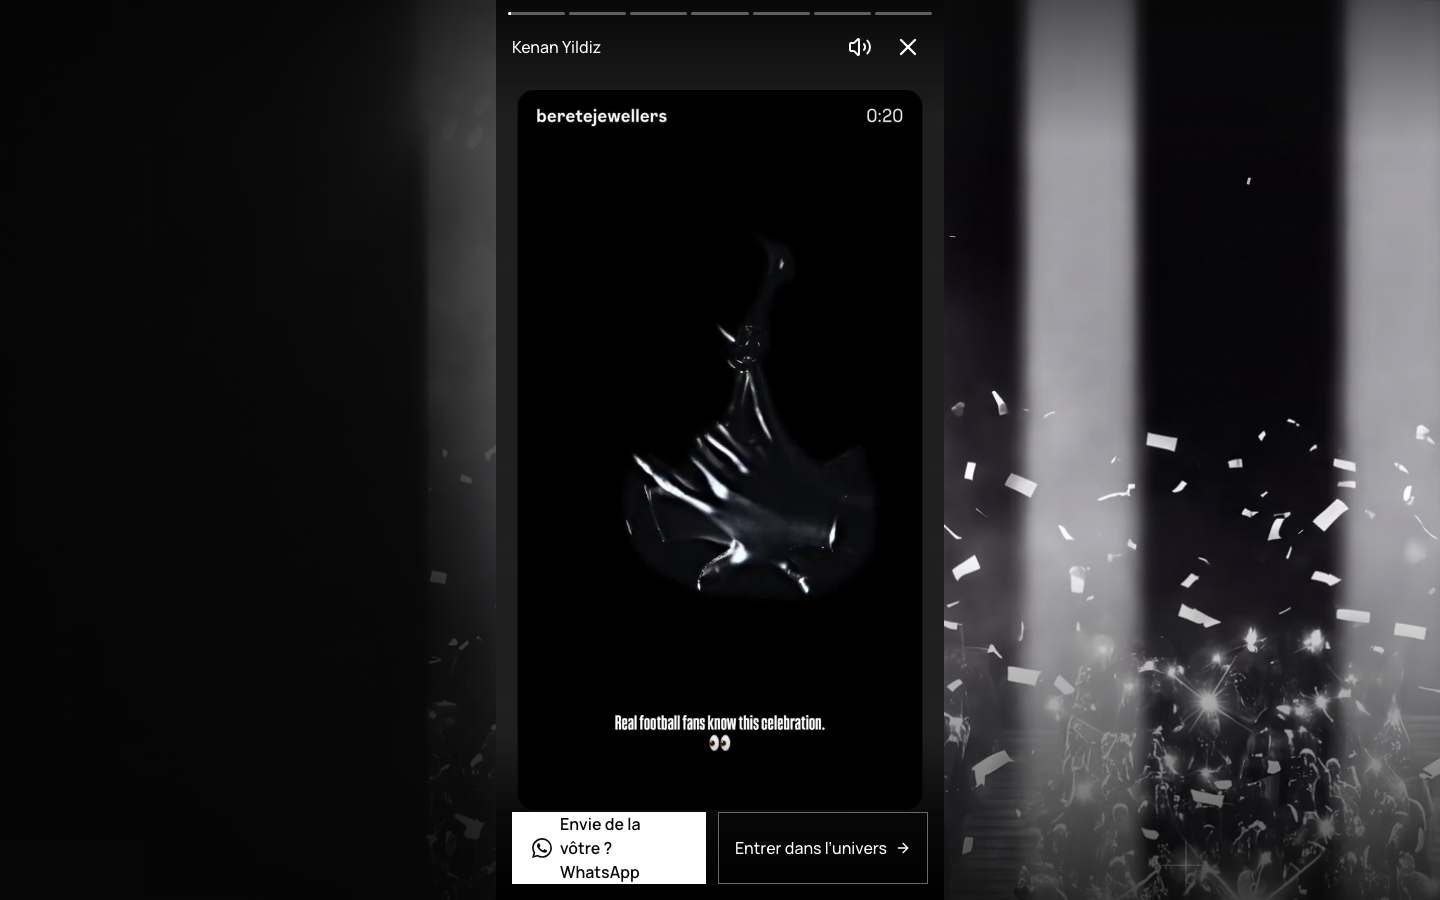 Kenan Yildiz
beretejewellers
0:20
Real football fans know this celebration.
👀
Envie de la
vôtre ?
WhatsApp
Entrer dans l'univers →